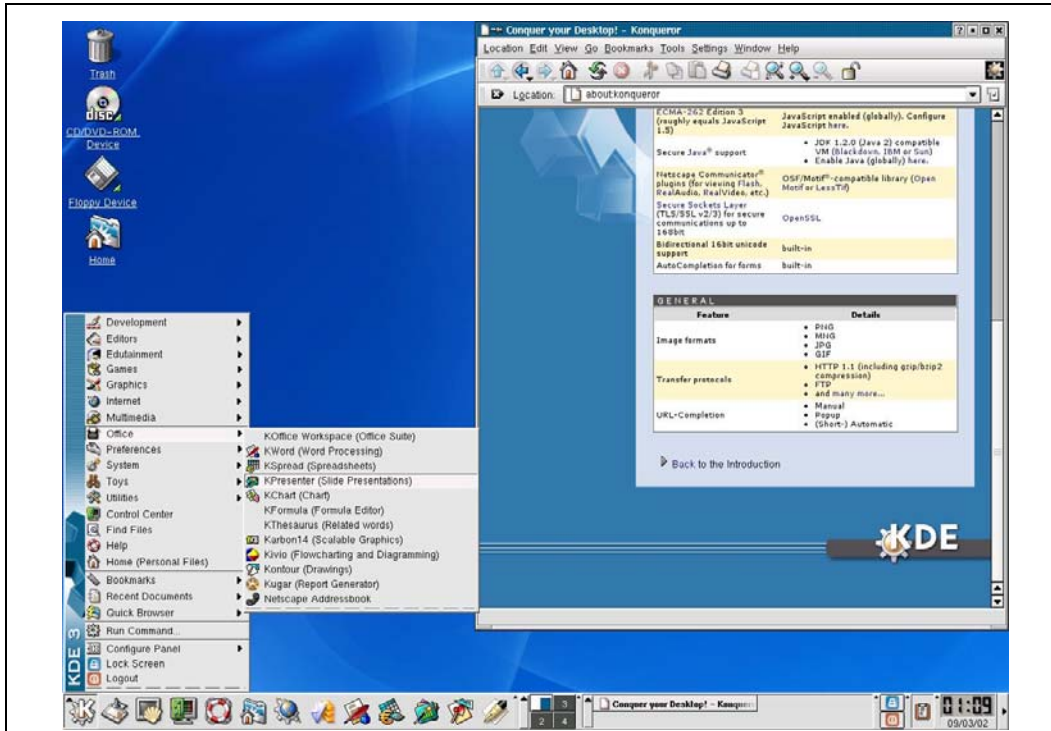 Trash
CD/DVD-ROM
Device
Floppy Device
Home
Conquer your Desktop! - Konqueror
Location Edit View Go Bookmarks Tools Settings Window Help
Location: about:konqueror
ECMA-262 Edition 3
(roughly equals JavaScript
1.5)
JavaScript enabled (globally). Configure
JavaScript here.
Secure Java® support
• JDK 1.2.0 (Java 2) compatible
VM (Blackdown, IBM or Sun)
• Enable Java (globally) here.
Netscape Communicator®
plugins (for viewing Flash,
RealAudio, RealVideo, etc.)
OSF/Motif®-compatible library (Open
Motif or LessTif)
Secure Sockets Layer
(TLS/SSL v2/3) for secure
communications up to
168bit
OpenSSL
Bidirectional 16bit unicode
support
built-in
AutoCompletion for forms
built-in
GENERAL
Feature
Details
Image formats
• PNG
• MNG
• JPG
• GIF
Transfer protocols
• HTTP 1.1 (including gzip/bzip2
compression)
• FTP
• and many more...
URL-Completion
• Manual
• Popup
• (Short-) Automatic
Back to the Introduction
KDE
Development
Editors
Edutainment
Games
Graphics
Internet
Multimedia
Office
Preferences
System
Toys
Utilities
Control Center
Find Files
Help
Home (Personal Files)
Bookmarks
Recent Documents
Quick Browser
Run Command...
Configure Panel
Lock Screen
Logout
KDE 3
KOffice Workspace (Office Suite)
KWord (Word Processing)
KSpread (Spreadsheets)
KPresenter (Slide Presentations)
KChart (Chart)
KFormula (Formula Editor)
KThesaurus (Related words)
Karbon14 (Scalable Graphics)
Kivio (Flowcharting and Diagramming)
Kontour (Drawings)
Kugar (Report Generator)
Netscape Addressbook
3
2 4
Conquer your Desktop! - Konquer
01:09
09/03/02